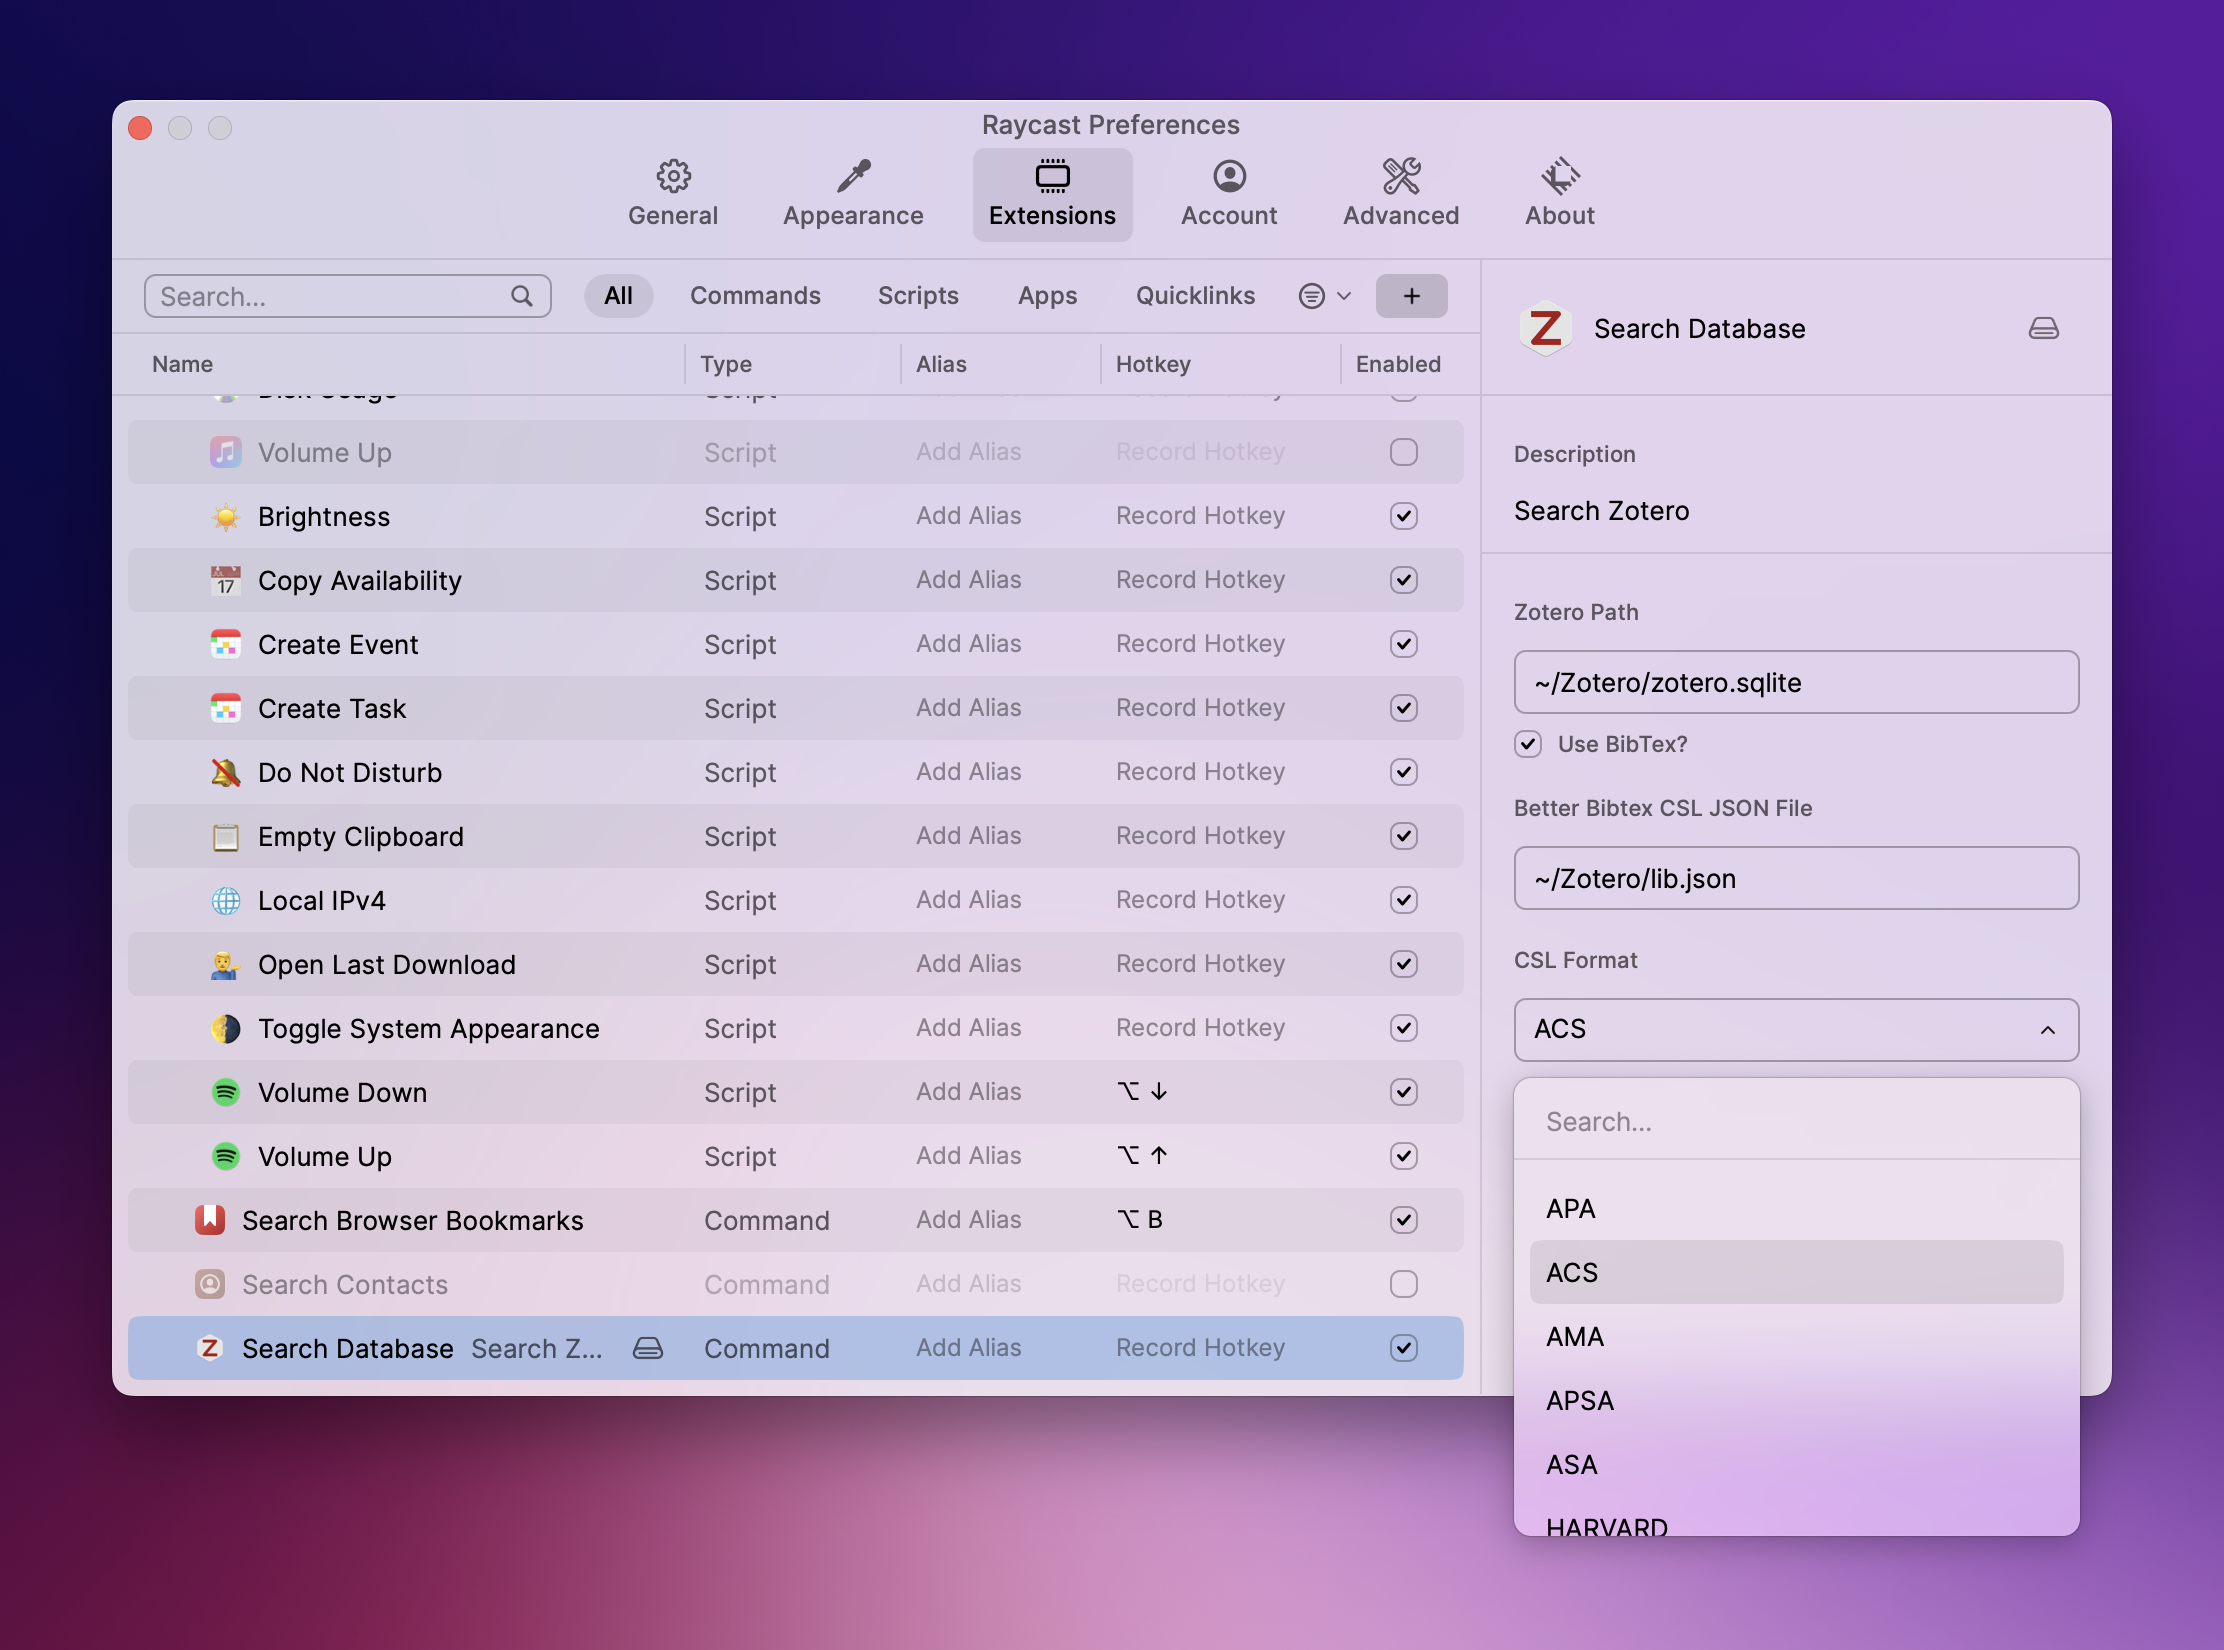 Raycast Preferences
General Appearance Extensions Account Advanced About
Search... All Commands Scripts Apps Quicklinks +
Name Type Alias Hotkey Enabled
Volume Up Script Add Alias Record Hotkey
Brightness Script Add Alias Record Hotkey
17 Copy Availability Script Add Alias Record Hotkey
Create Event Script Add Alias Record Hotkey
Create Task Script Add Alias Record Hotkey
Do Not Disturb Script Add Alias Record Hotkey
Empty Clipboard Script Add Alias Record Hotkey
Local IPv4 Script Add Alias Record Hotkey
Open Last Download Script Add Alias Record Hotkey
Toggle System Appearance Script Add Alias Record Hotkey
Volume Down Script Add Alias ⌥ ↓
Volume Up Script Add Alias ⌥ ↑
Search Browser Bookmarks Command Add Alias ⌥ B
Search Contacts Command Add Alias Record Hotkey
Z Search Database Search Z... Command Add Alias Record Hotkey
Z Search Database
Description
Search Zotero
Zotero Path
~/Zotero/zotero.sqlite
Use BibTex?
Better Bibtex CSL JSON File
~/Zotero/lib.json
CSL Format
ACS
Search...
APA
ACS
AMA
APSA
ASA
HARVARD